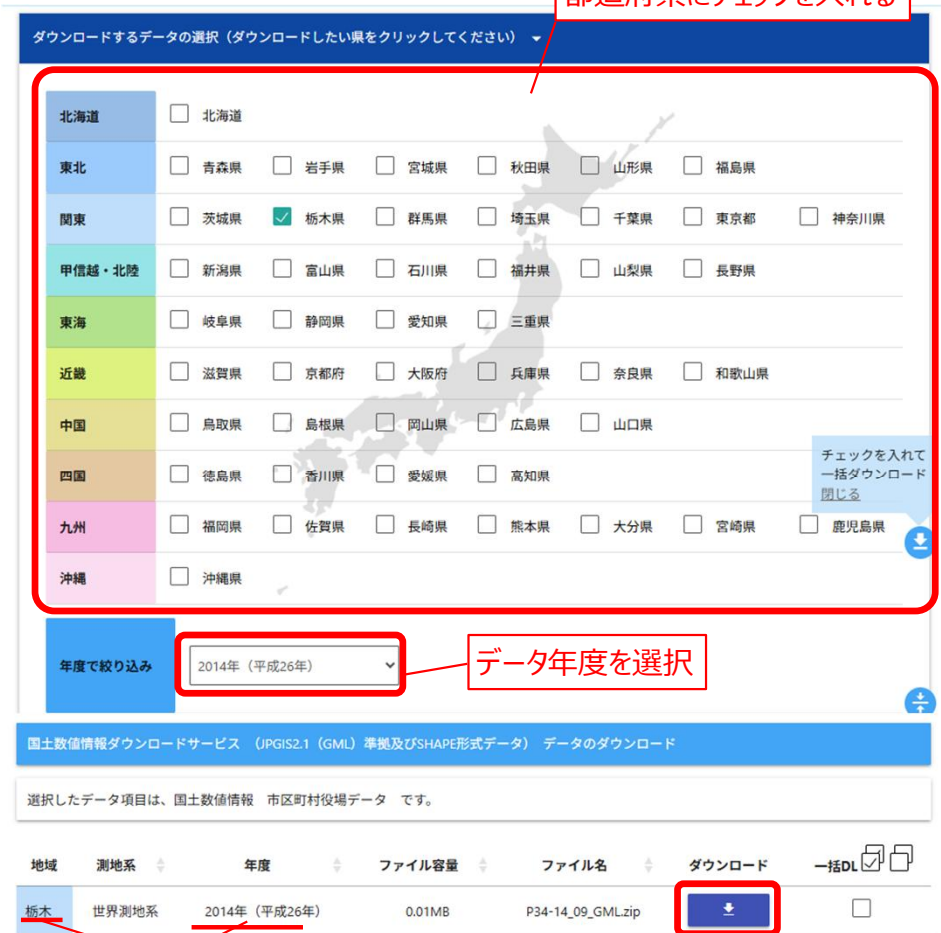 都道府県にチェックを入れる
ダウンロードするデータの選択（ダウンロードしたい県をクリックしてください）
北海道 北海道
東北 青森県 岩手県 宮城県 秋田県 山形県 福島県
関東 茨城県 栃木県 群馬県 埼玉県 千葉県 東京都 神奈川県
甲信越・北陸 新潟県 富山県 石川県 福井県 山梨県 長野県
東海 岐阜県 静岡県 愛知県 三重県
近畿 滋賀県 京都府 大阪府 兵庫県 奈良県 和歌山県
中国 鳥取県 島根県 岡山県 広島県 山口県
四国 徳島県 香川県 愛媛県 高知県
チェックを入れて
一括ダウンロード
閉じる
九州 福岡県 佐賀県 長崎県 熊本県 大分県 宮崎県 鹿児島県
沖縄 沖縄県
年度で絞り込み 2014年（平成26年） データ年度を選択
国土数値情報ダウンロードサービス （JPGIS2.1（GML）準拠及びSHAPE形式データ） データのダウンロード
選択したデータ項目は、国土数値情報 市区町村役場データ です。
地域 測地系 年度 ファイル容量 ファイル名 ダウンロード 一括DL
栃木 世界測地系 2014年（平成26年） 0.01MB P34-14_09_GML.zip